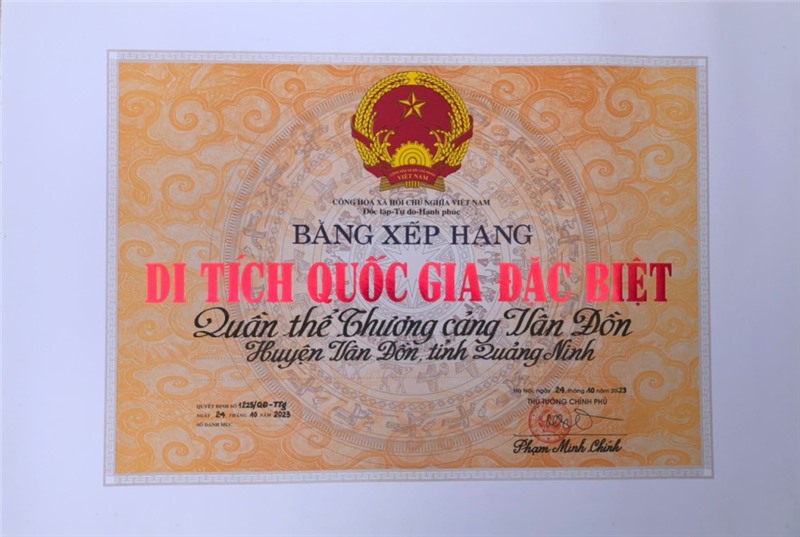 VIỆT NAM
CỘNG HÒA XÃ HỘI CHỦ NGHĨA VIỆT NAM
Độc lập-Tự do-Hạnh phúc
BẰNG XẾP HẠNG
DI TÍCH QUỐC GIA ĐẶC BIỆT
Quần thể Thương cảng Vân Đồn
Huyện Vân Đồn, tỉnh Quảng Ninh
QUYẾT ĐỊNH SỐ 1225/QĐ-TTg
NGÀY 24 THÁNG 10 NĂM 2023
SỐ DANH MỤC
Hà Nội, ngày 24 tháng 10 năm 2023
THỦ TƯỚNG CHÍNH PHỦ
Phạm Minh Chính